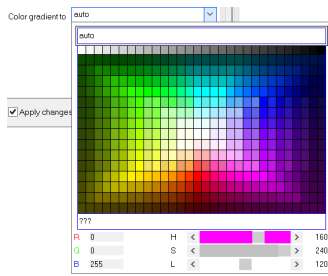 Color gradient to auto
auto
Apply changes
???
R 0 H 160
G 0 S 240
B 255 L 120